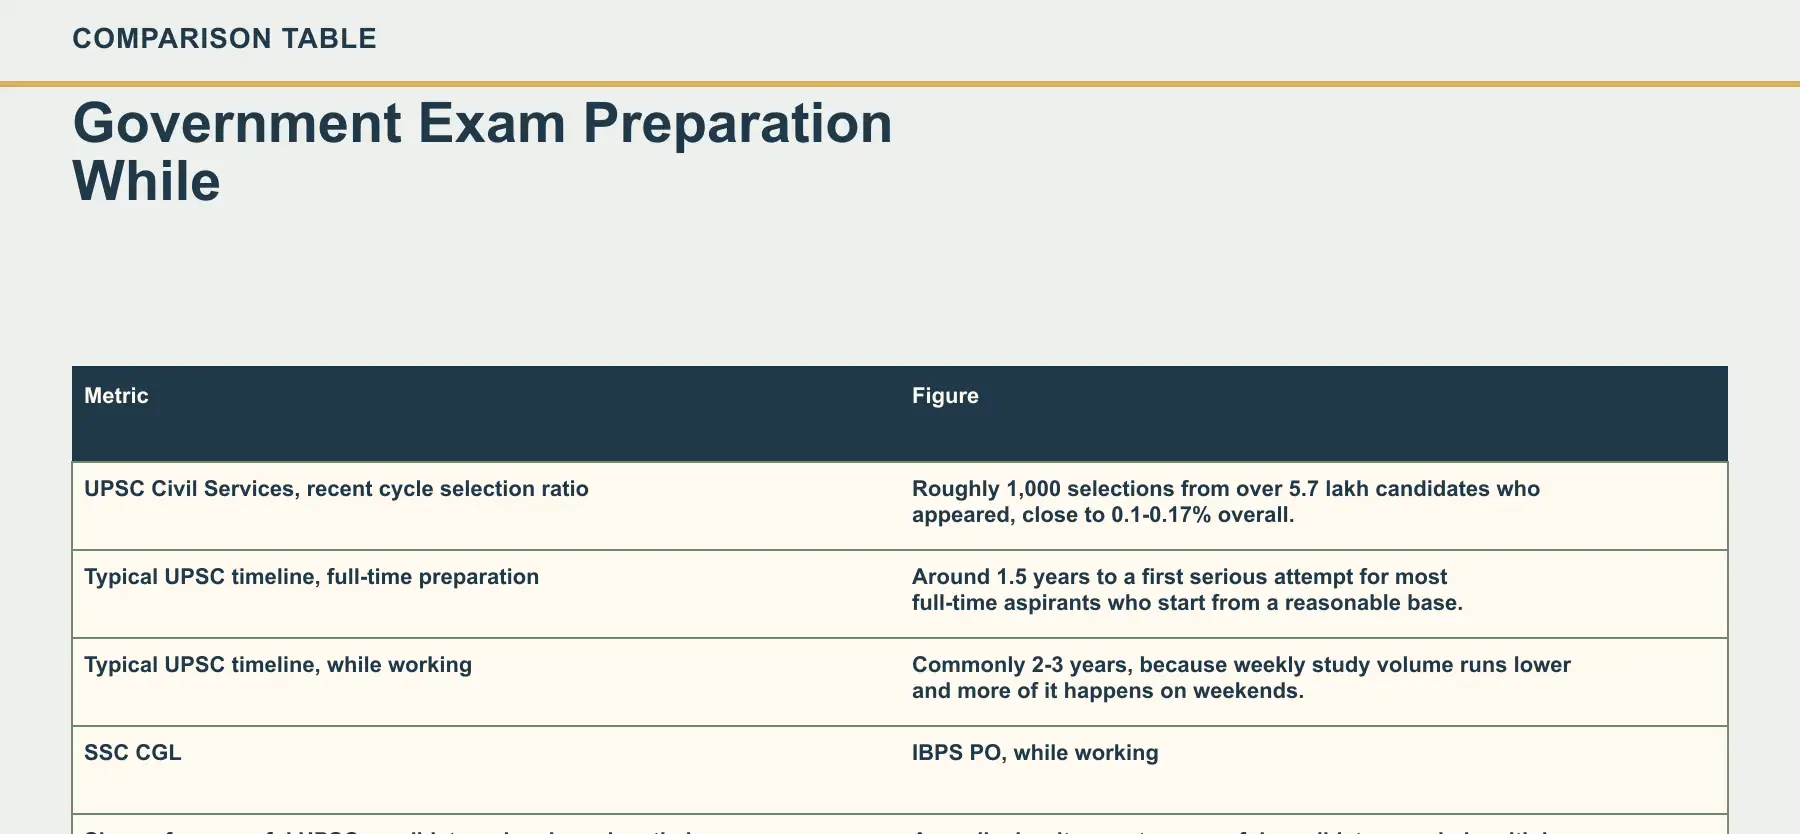 COMPARISON TABLE
Government Exam Preparation
While
Metric
Figure
UPSC Civil Services, recent cycle selection ratio
Roughly 1,000 selections from over 5.7 lakh candidates who
appeared, close to 0.1-0.17% overall.
Typical UPSC timeline, full-time preparation
Around 1.5 years to a first serious attempt for most
full-time aspirants who start from a reasonable base.
Typical UPSC timeline, while working
Commonly 2-3 years, because weekly study volume runs lower
and more of it happens on weekends.
SSC CGL
IBPS PO, while working